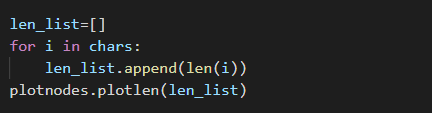 len_list=[]
for i in chars:
    len_list.append(len(i))
plotnodes.plotlen(len_list)